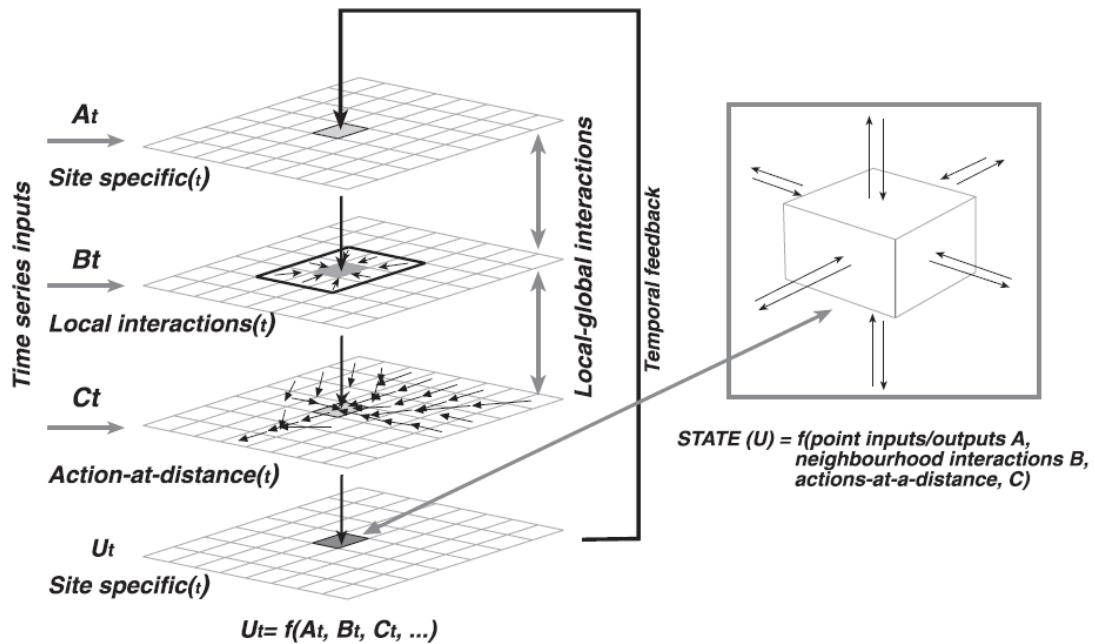 Time series inputs
At
Site specific(t)
Bt
Local interactions(t)
Ct
Action-at-distance(t)
Ut
Site specific(t)
Ut= f(At, Bt, Ct, ...)
Local-global interactions
Temporal feedback
STATE (U) = f(point inputs/outputs A,
neighbourhood interactions B,
actions-at-a-distance, C)